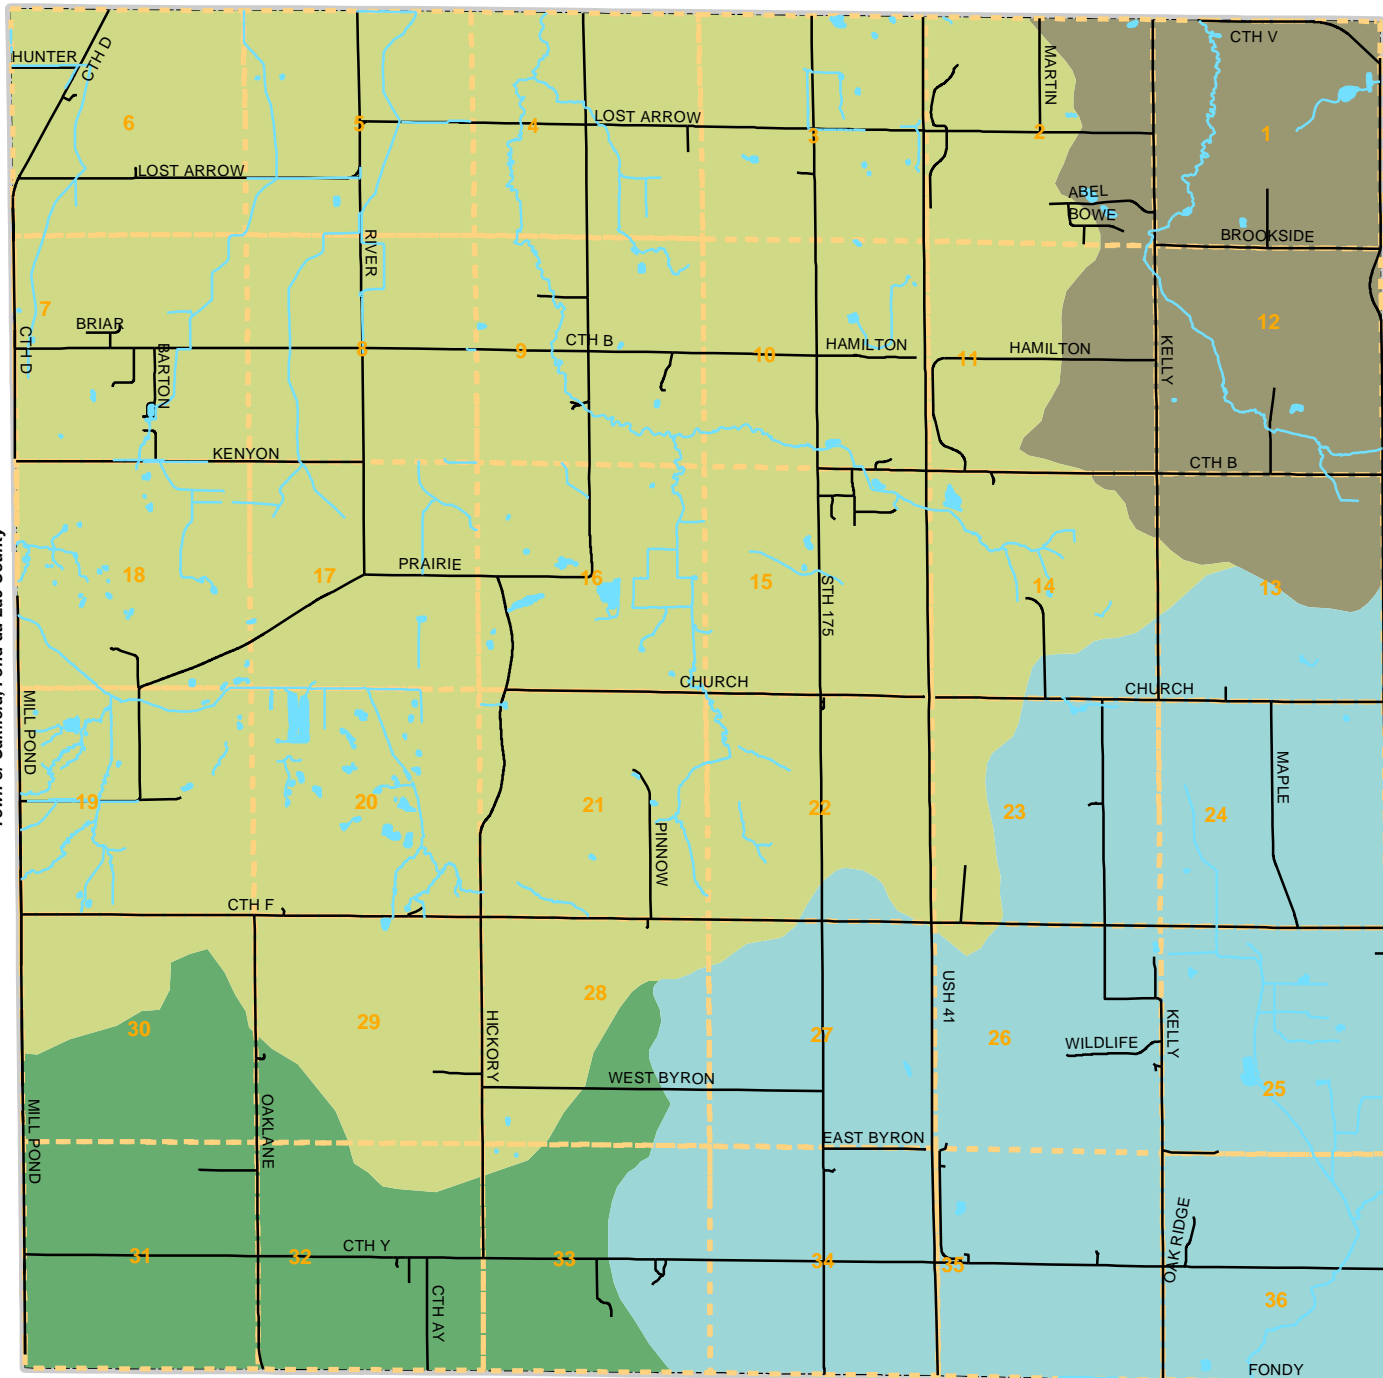 CTH V
HUNTER
CTH D
MARTIN
6
5
4
LOST ARROW
3
2
1
LOST ARROW
ABEL
BOWE
RIVER
BROOKSIDE
7
BRIAR
12
CTH D
BARTON
8
9
CTH B
10
HAMILTON
11
HAMILTON
KELLY
KENYON
CTH B
18
17
PRAIRIE
16
15
STH 175
14
13
MILL POND
CHURCH
CHURCH
19
20
21
PINNOW
22
23
24
MAPLE
CTH F
30
29
28
HICKORY
27
USH 41
26
WILDLIFE
KELLY
25
WEST BYRON
MILL POND
OAKLANE
EAST BYRON
31
32
CTH Y
33
34
35
OAK RIDGE
36
CTH AY
FONDY